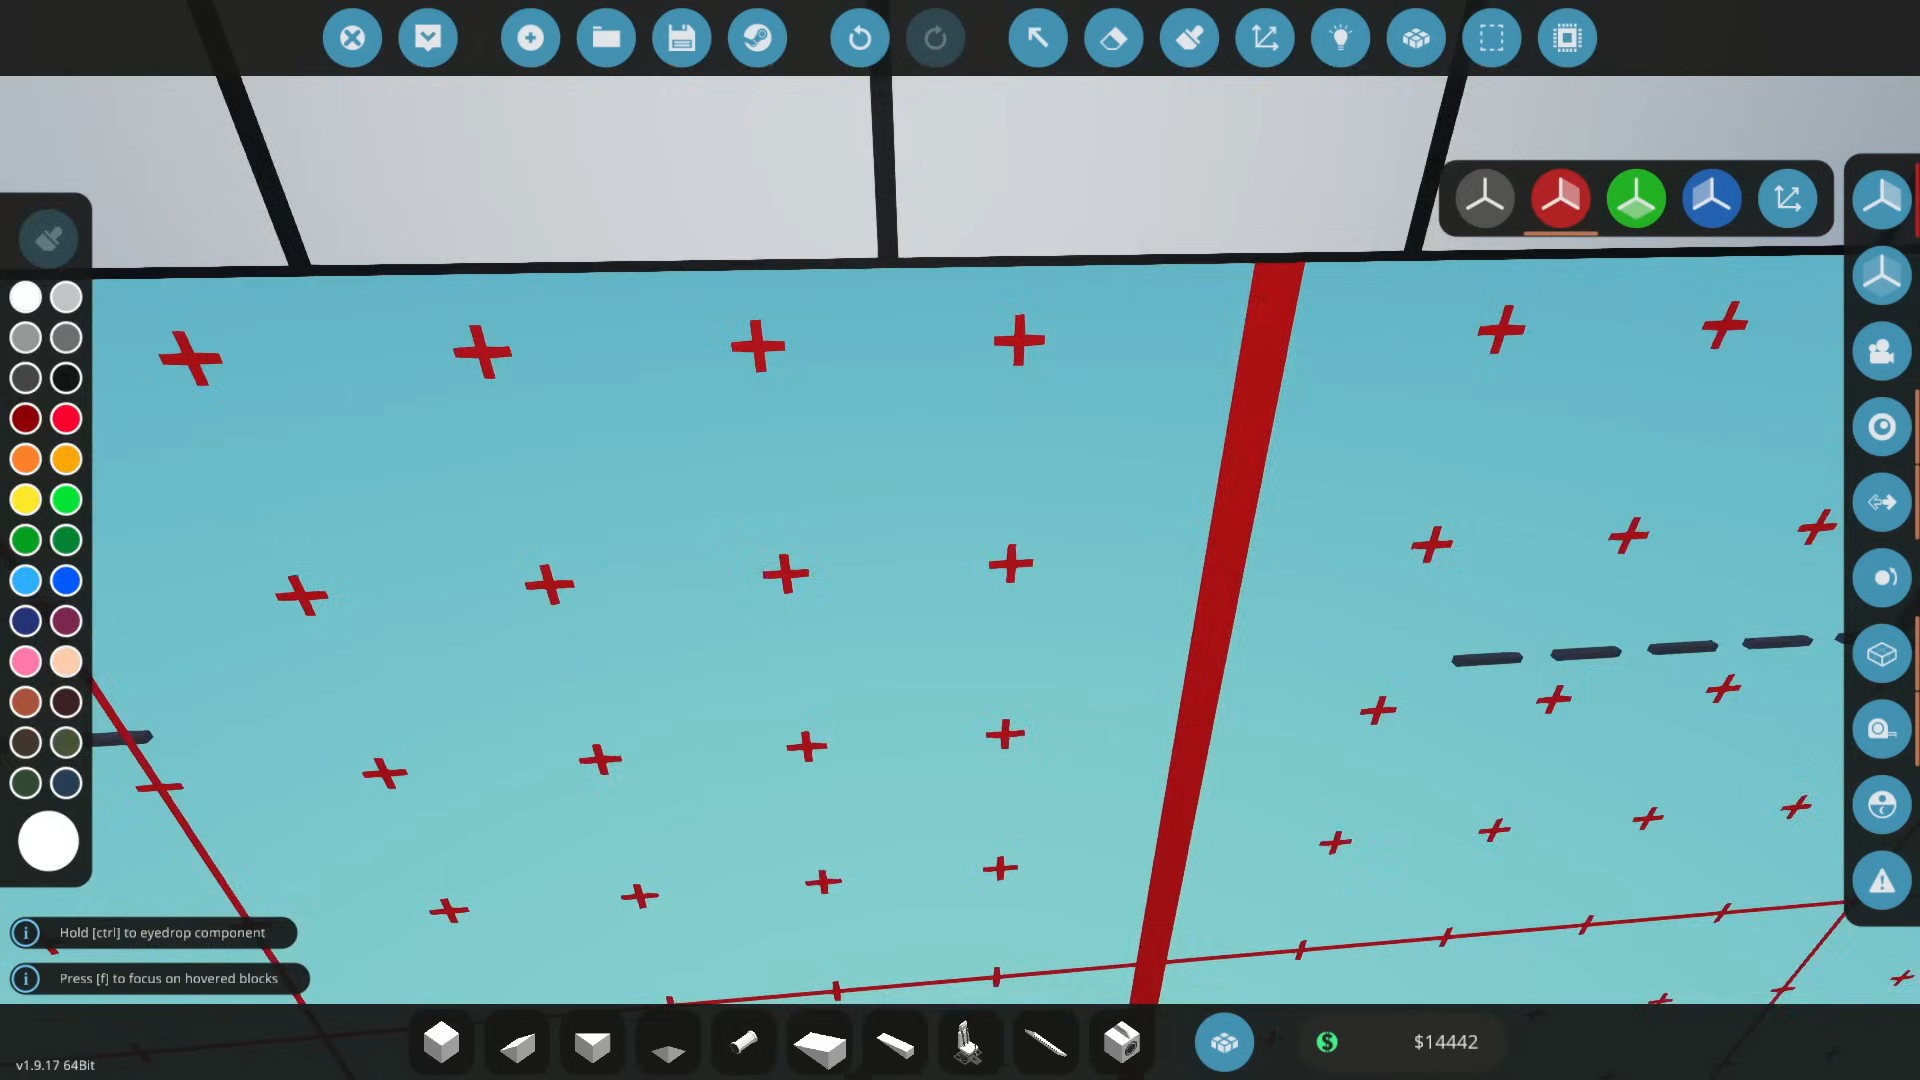 Hold [ctrl] to eyedrop component
Press [f] to focus on hovered blocks
$14442
v1.9.17 64Bit